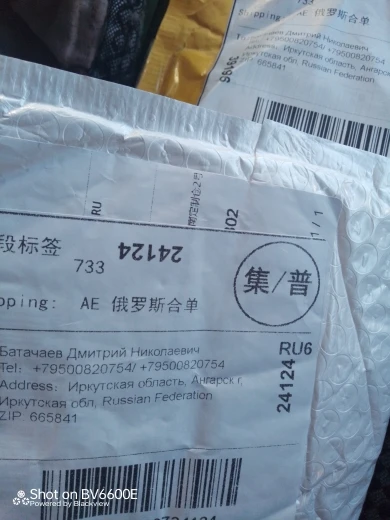 733
AE 俄罗斯合单
Батачаев Дмитрий Николаевич
+79500820754/ +79500820754
Иркутская область, Ангарск
Иркутская обл, Russian Federation
665841
RU
1 / 1
段标签
24124
733
集/普
pping: AE 俄罗斯合单
RU6
24124
Батачаев Дмитрий Николаевич
Tel: +79500820754/ +79500820754
Address: Иркутская область, Ангарск г,
Иркутская обл, Russian Federation
ZIP: 665841
Shot on BV6600E
Powered by Blackview